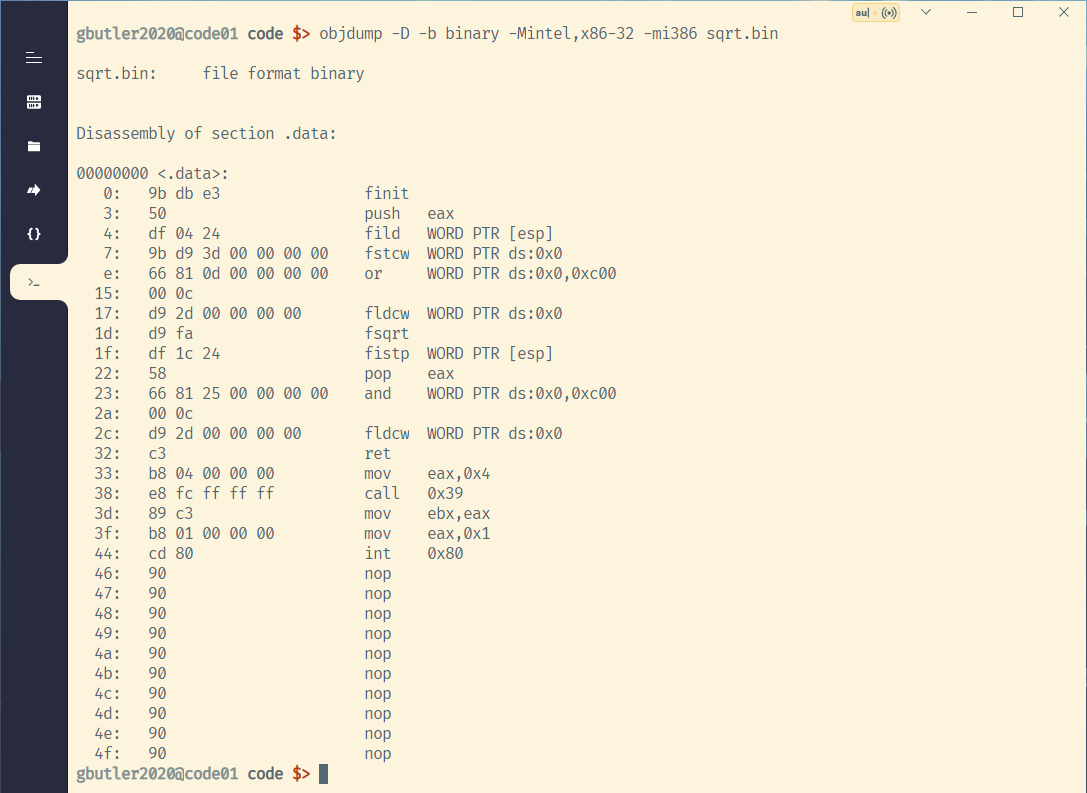 au|
gbutler2020@code01 code $> objdump -D -b binary -Mintel,x86-32 -mi386 sqrt.bin
sqrt.bin:     file format binary
Disassembly of section .data:
00000000 <.data>:
   0:   9b db e3                finit
   3:   50                      push   eax
   4:   df 04 24                fild   WORD PTR [esp]
   7:   9b d9 3d 00 00 00 00    fstcw  WORD PTR ds:0x0
   e:   66 81 0d 00 00 00 00    or     WORD PTR ds:0x0,0xc00
  15:   00 0c
  17:   d9 2d 00 00 00 00       fldcw  WORD PTR ds:0x0
  1d:   d9 fa                   fsqrt
  1f:   df 1c 24                fistp  WORD PTR [esp]
  22:   58                      pop    eax
  23:   66 81 25 00 00 00 00    and    WORD PTR ds:0x0,0xc00
  2a:   00 0c
  2c:   d9 2d 00 00 00 00       fldcw  WORD PTR ds:0x0
  32:   c3                      ret
  33:   b8 04 00 00 00          mov    eax,0x4
  38:   e8 fc ff ff ff          call   0x39
  3d:   89 c3                   mov    ebx,eax
  3f:   b8 01 00 00 00          mov    eax,0x1
  44:   cd 80                   int    0x80
  46:   90                      nop
  47:   90                      nop
  48:   90                      nop
  49:   90                      nop
  4a:   90                      nop
  4b:   90                      nop
  4c:   90                      nop
  4d:   90                      nop
  4e:   90                      nop
  4f:   90                      nop
gbutler2020@code01 code $>